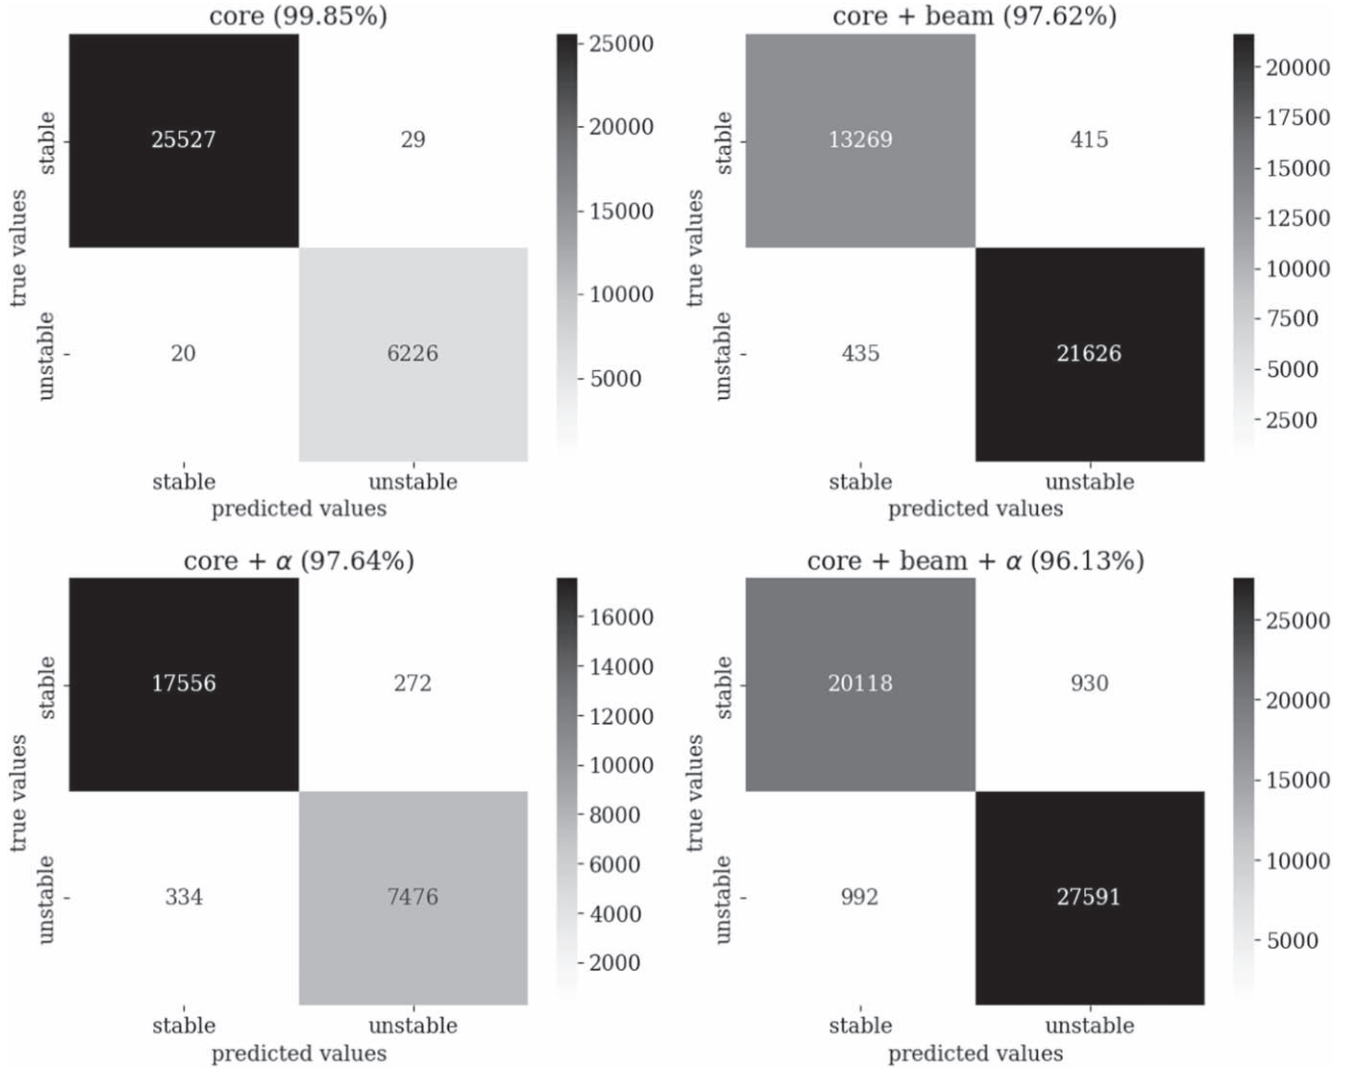 core (99.85%)
true values
stable
unstable
25527
29
20
6226
stable
unstable
predicted values
25000
20000
15000
10000
5000
core + beam (97.62%)
true values
stable
unstable
13269
415
435
21626
stable
unstable
predicted values
20000
17500
15000
12500
10000
7500
5000
2500
core + α (97.64%)
true values
stable
unstable
17556
272
334
7476
stable
unstable
predicted values
16000
14000
12000
10000
8000
6000
4000
2000
core + beam + α (96.13%)
true values
stable
unstable
20118
930
992
27591
stable
unstable
predicted values
25000
20000
15000
10000
5000